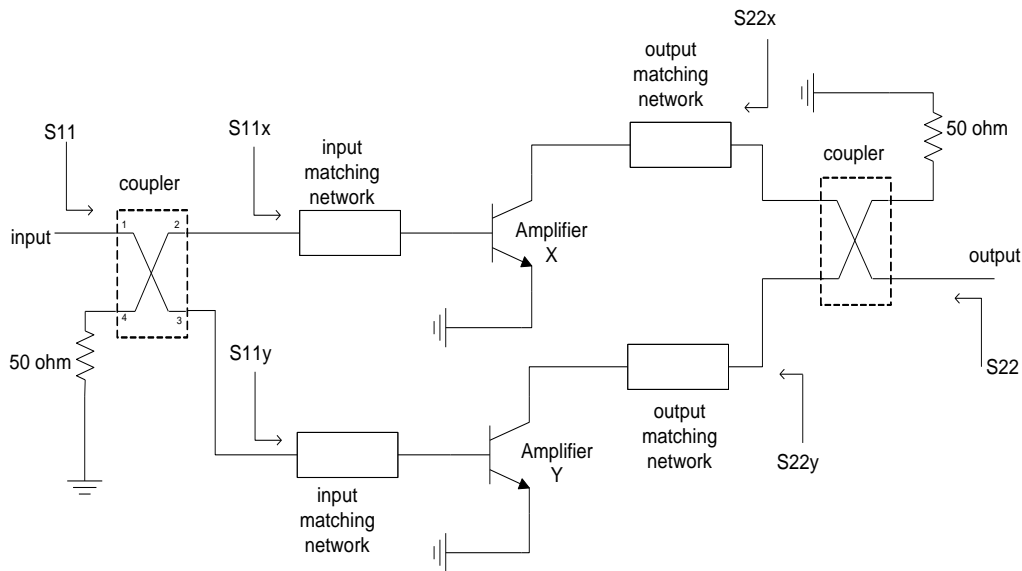 S22x
output
matching
network
S11
S11x
input
matching
network
50 ohm
coupler
coupler
1
2
input
Amplifier
X
output
4
3
50 ohm
S11y
S22
output
matching
network
Amplifier
Y
S22y
input
matching
network